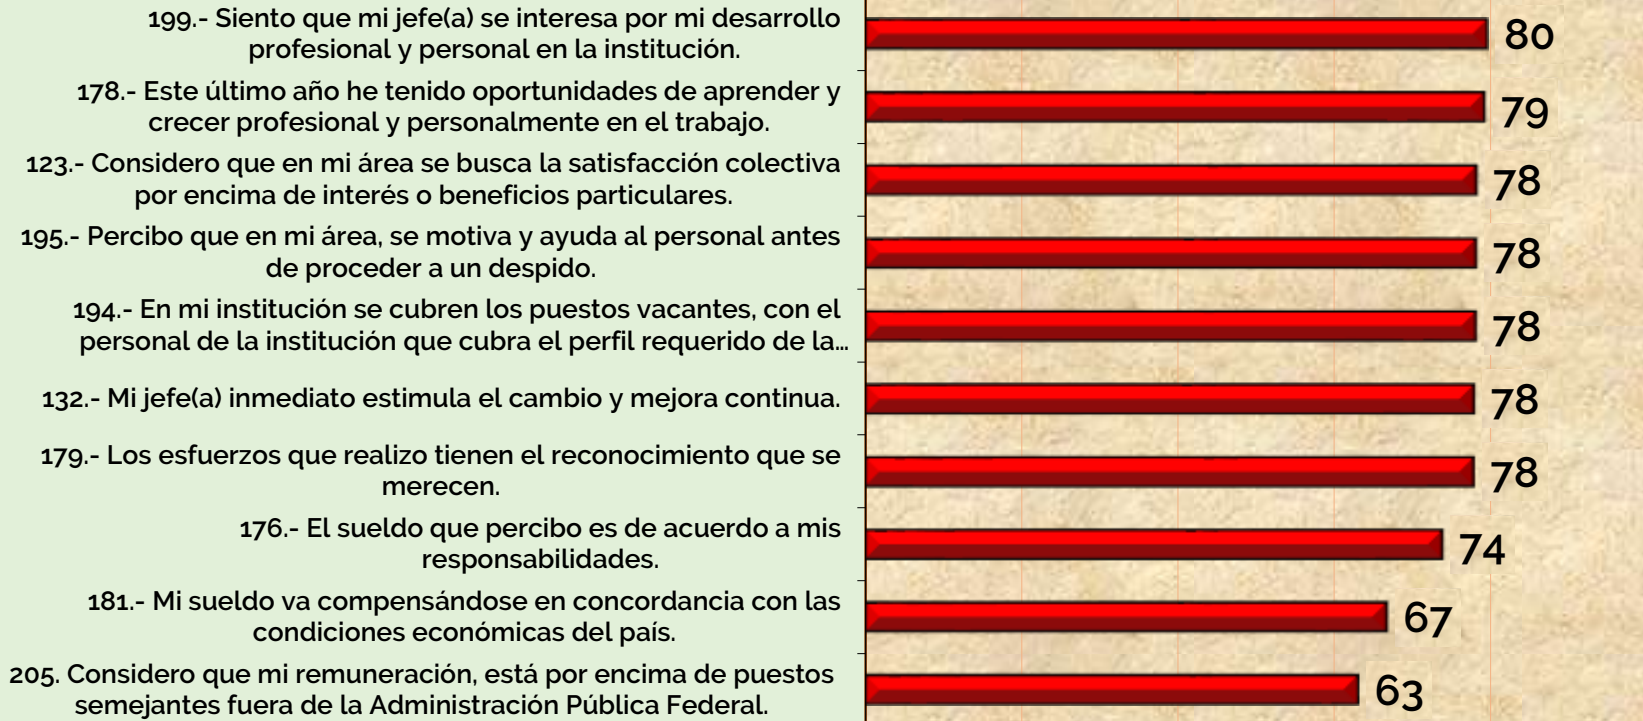 199.- Siento que mi jefe(a) se interesa por mi desarrollo
profesional y personal en la institución.
80
178.- Este último año he tenido oportunidades de aprender y
crecer profesional y personalmente en el trabajo.
79
123.- Considero que en mi área se busca la satisfacción colectiva
por encima de interés o beneficios particulares.
78
195.- Percibo que en mi área, se motiva y ayuda al personal antes
de proceder a un despido.
78
194.- En mi institución se cubren los puestos vacantes, con el
personal de la institución que cubra el perfil requerido de la...
78
132.- Mi jefe(a) inmediato estimula el cambio y mejora continua.
78
179.- Los esfuerzos que realizo tienen el reconocimiento que se
merecen.
78
176.- El sueldo que percibo es de acuerdo a mis
responsabilidades.
74
181.- Mi sueldo va compensándose en concordancia con las
condiciones económicas del país.
67
205. Considero que mi remuneración, está por encima de puestos
semejantes fuera de la Administración Pública Federal.
63